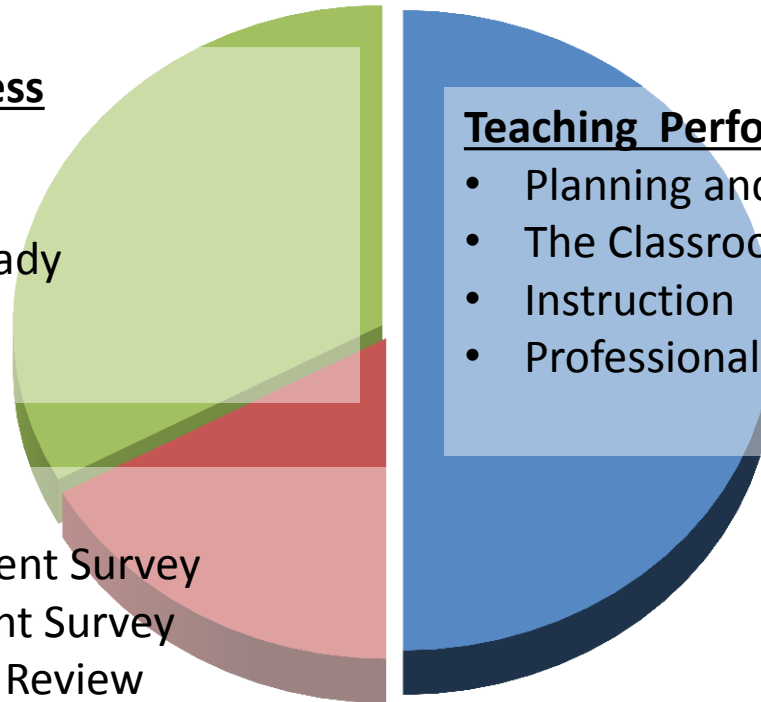 ess
ady
ent Survey
nt Survey
Review
Teaching Perfo
• Planning and
• The Classroo
• Instruction
• Professional